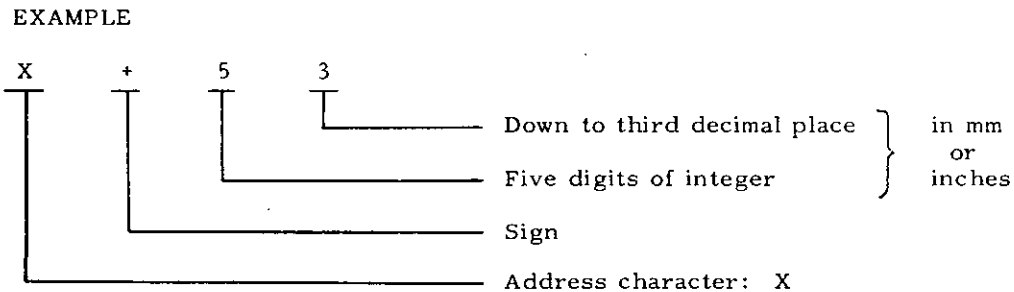 EXAMPLE
X + 5 3
Down to third decimal place
Five digits of integer
in mm
or
inches
Sign
Address character: X